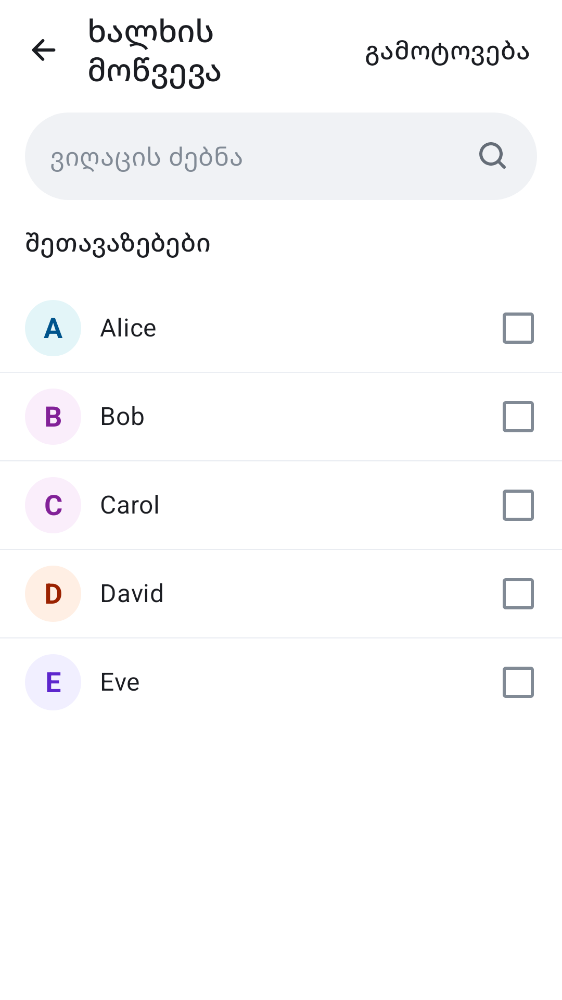 ხალხის
მოწვევა
გამოტოვება
ვიღაცის ძებნა
შეთავაზებები
A Alice
B Bob
C Carol
D David
E Eve